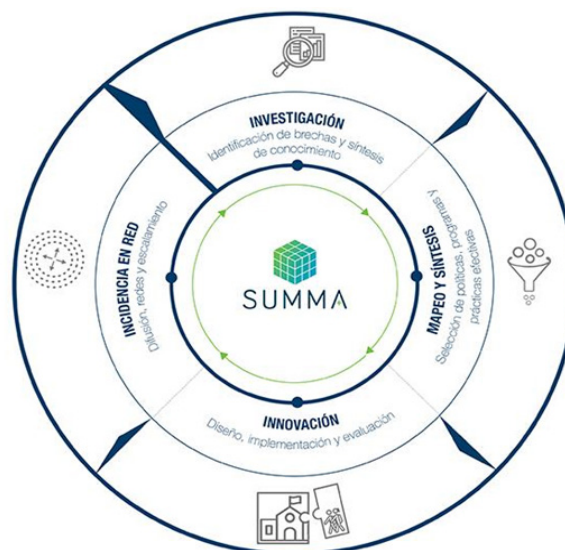 INVESTIGACIÓN
Identificación de brechas y síntesis
de conocimiento
MAPEO Y SÍNTESIS
Selección de políticas, programas y
prácticas efectivas
INNOVACIÓN
Diseño, implementación y evaluación
INCIDENCIA EN RED
Difusión, redes y escalamiento
SUMMA